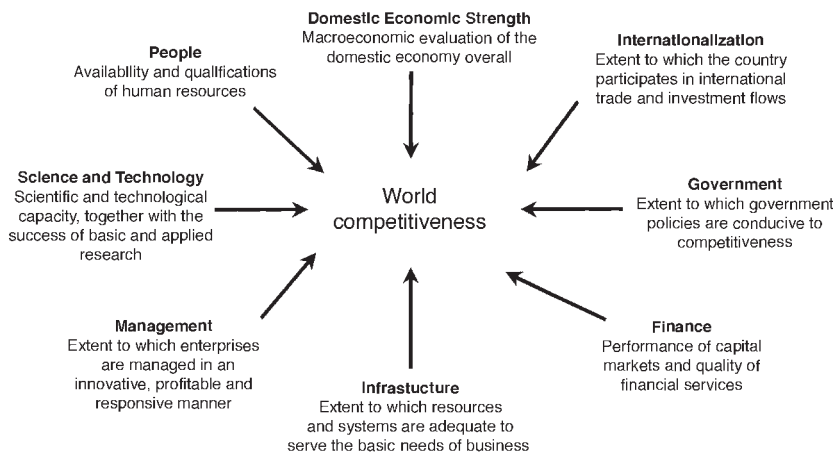 Domestic Economic Strength
Macroeconomic evaluation of the
domestic economy overall
People
Availability and qualifications
of human resources
Internationalization
Extent to which the country
participates in international
trade and investment flows
Science and Technology
Scientific and technological
capacity, together with the
success of basic and applied
research
World
competitiveness
Government
Extent to which government
policies are conducive to
competitiveness
Management
Extent to which enterprises
are managed in an
innovative, profitable and
responsive manner
Infrastucture
Extent to which resources
and systems are adequate to
serve the basic needs of business
Finance
Performance of capital
markets and quality of
financial services